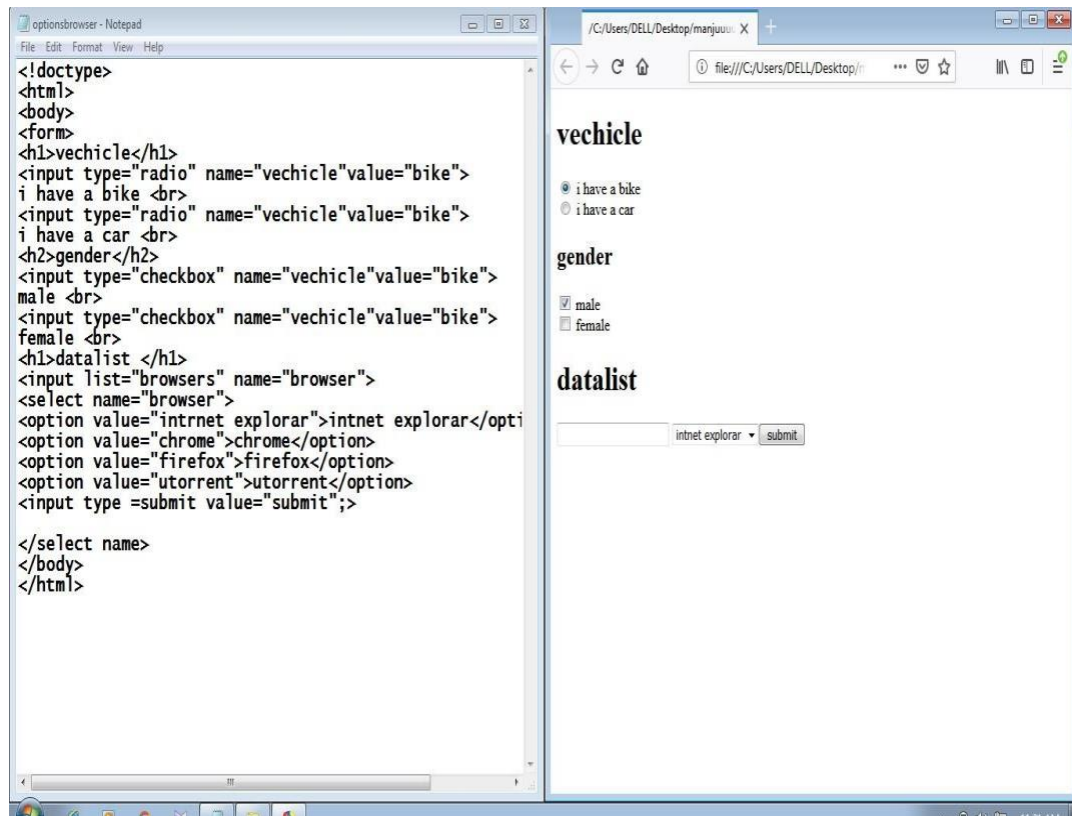 optionsbrowser - Notepad
File Edit Format View Help
<!doctype>
<html>
<body>
<form>
<h1>vechicle</h1>
<input type="radio" name="vechicle"value="bike">
i have a bike <br>
<input type="radio" name="vechicle"value="bike">
i have a car <br>
<h2>gender</h2>
<input type="checkbox" name="vechicle"value="bike">
male <br>
<input type="checkbox" name="vechicle"value="bike">
female <br>
<h1>datalist </h1>
<input list="browsers" name="browser">
<select name="browser">
<option value="intrnet explorar">intnet explorar</opti
<option value="chrome">chrome</option>
<option value="firefox">firefox</option>
<option value="utorrent">utorrent</option>
<input type =submit value="submit";>
</select name>
</body>
</html>
/C:/Users/DELL/Desktop/manjuuu
file:///C:/Users/DELL/Desktop/
vechicle
i have a bike
i have a car
gender
male
female
datalist
intnet explorar submit